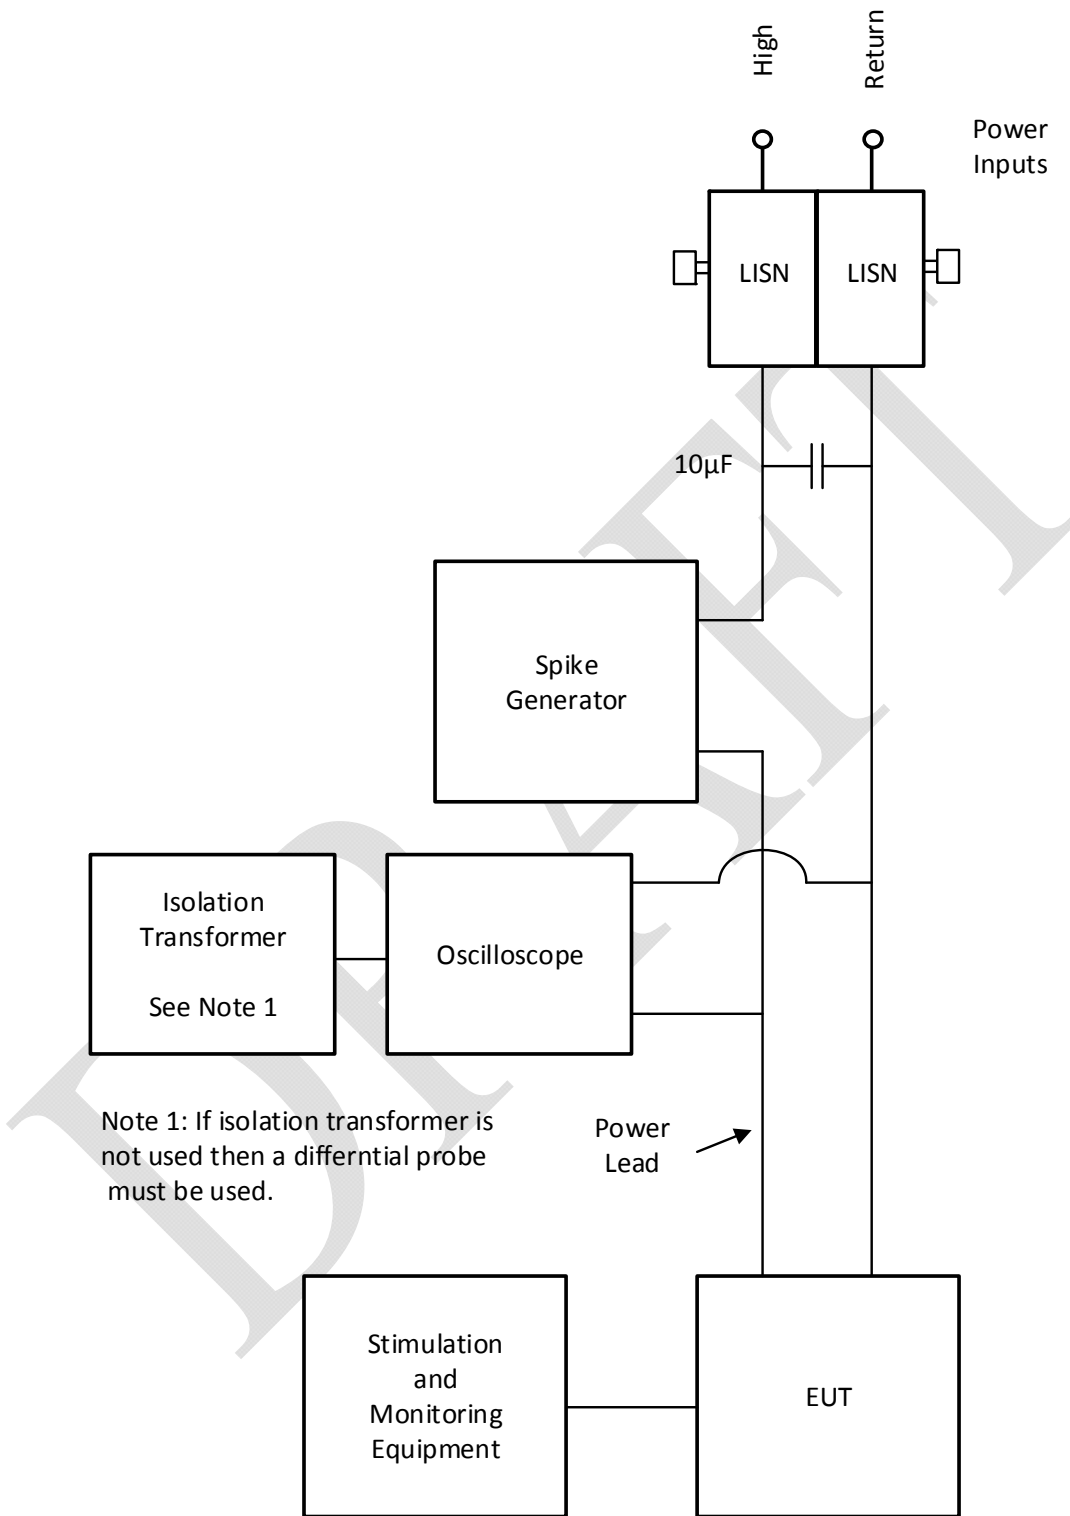 High
Return
Power
Inputs
LISN
LISN
10µF
Spike
Generator
Isolation
Transformer
See Note 1
Oscilloscope
Note 1: If isolation transformer is
not used then a differntial probe
must be used.
Power
Lead
Stimulation
and
Monitoring
Equipment
EUT
DRAFT